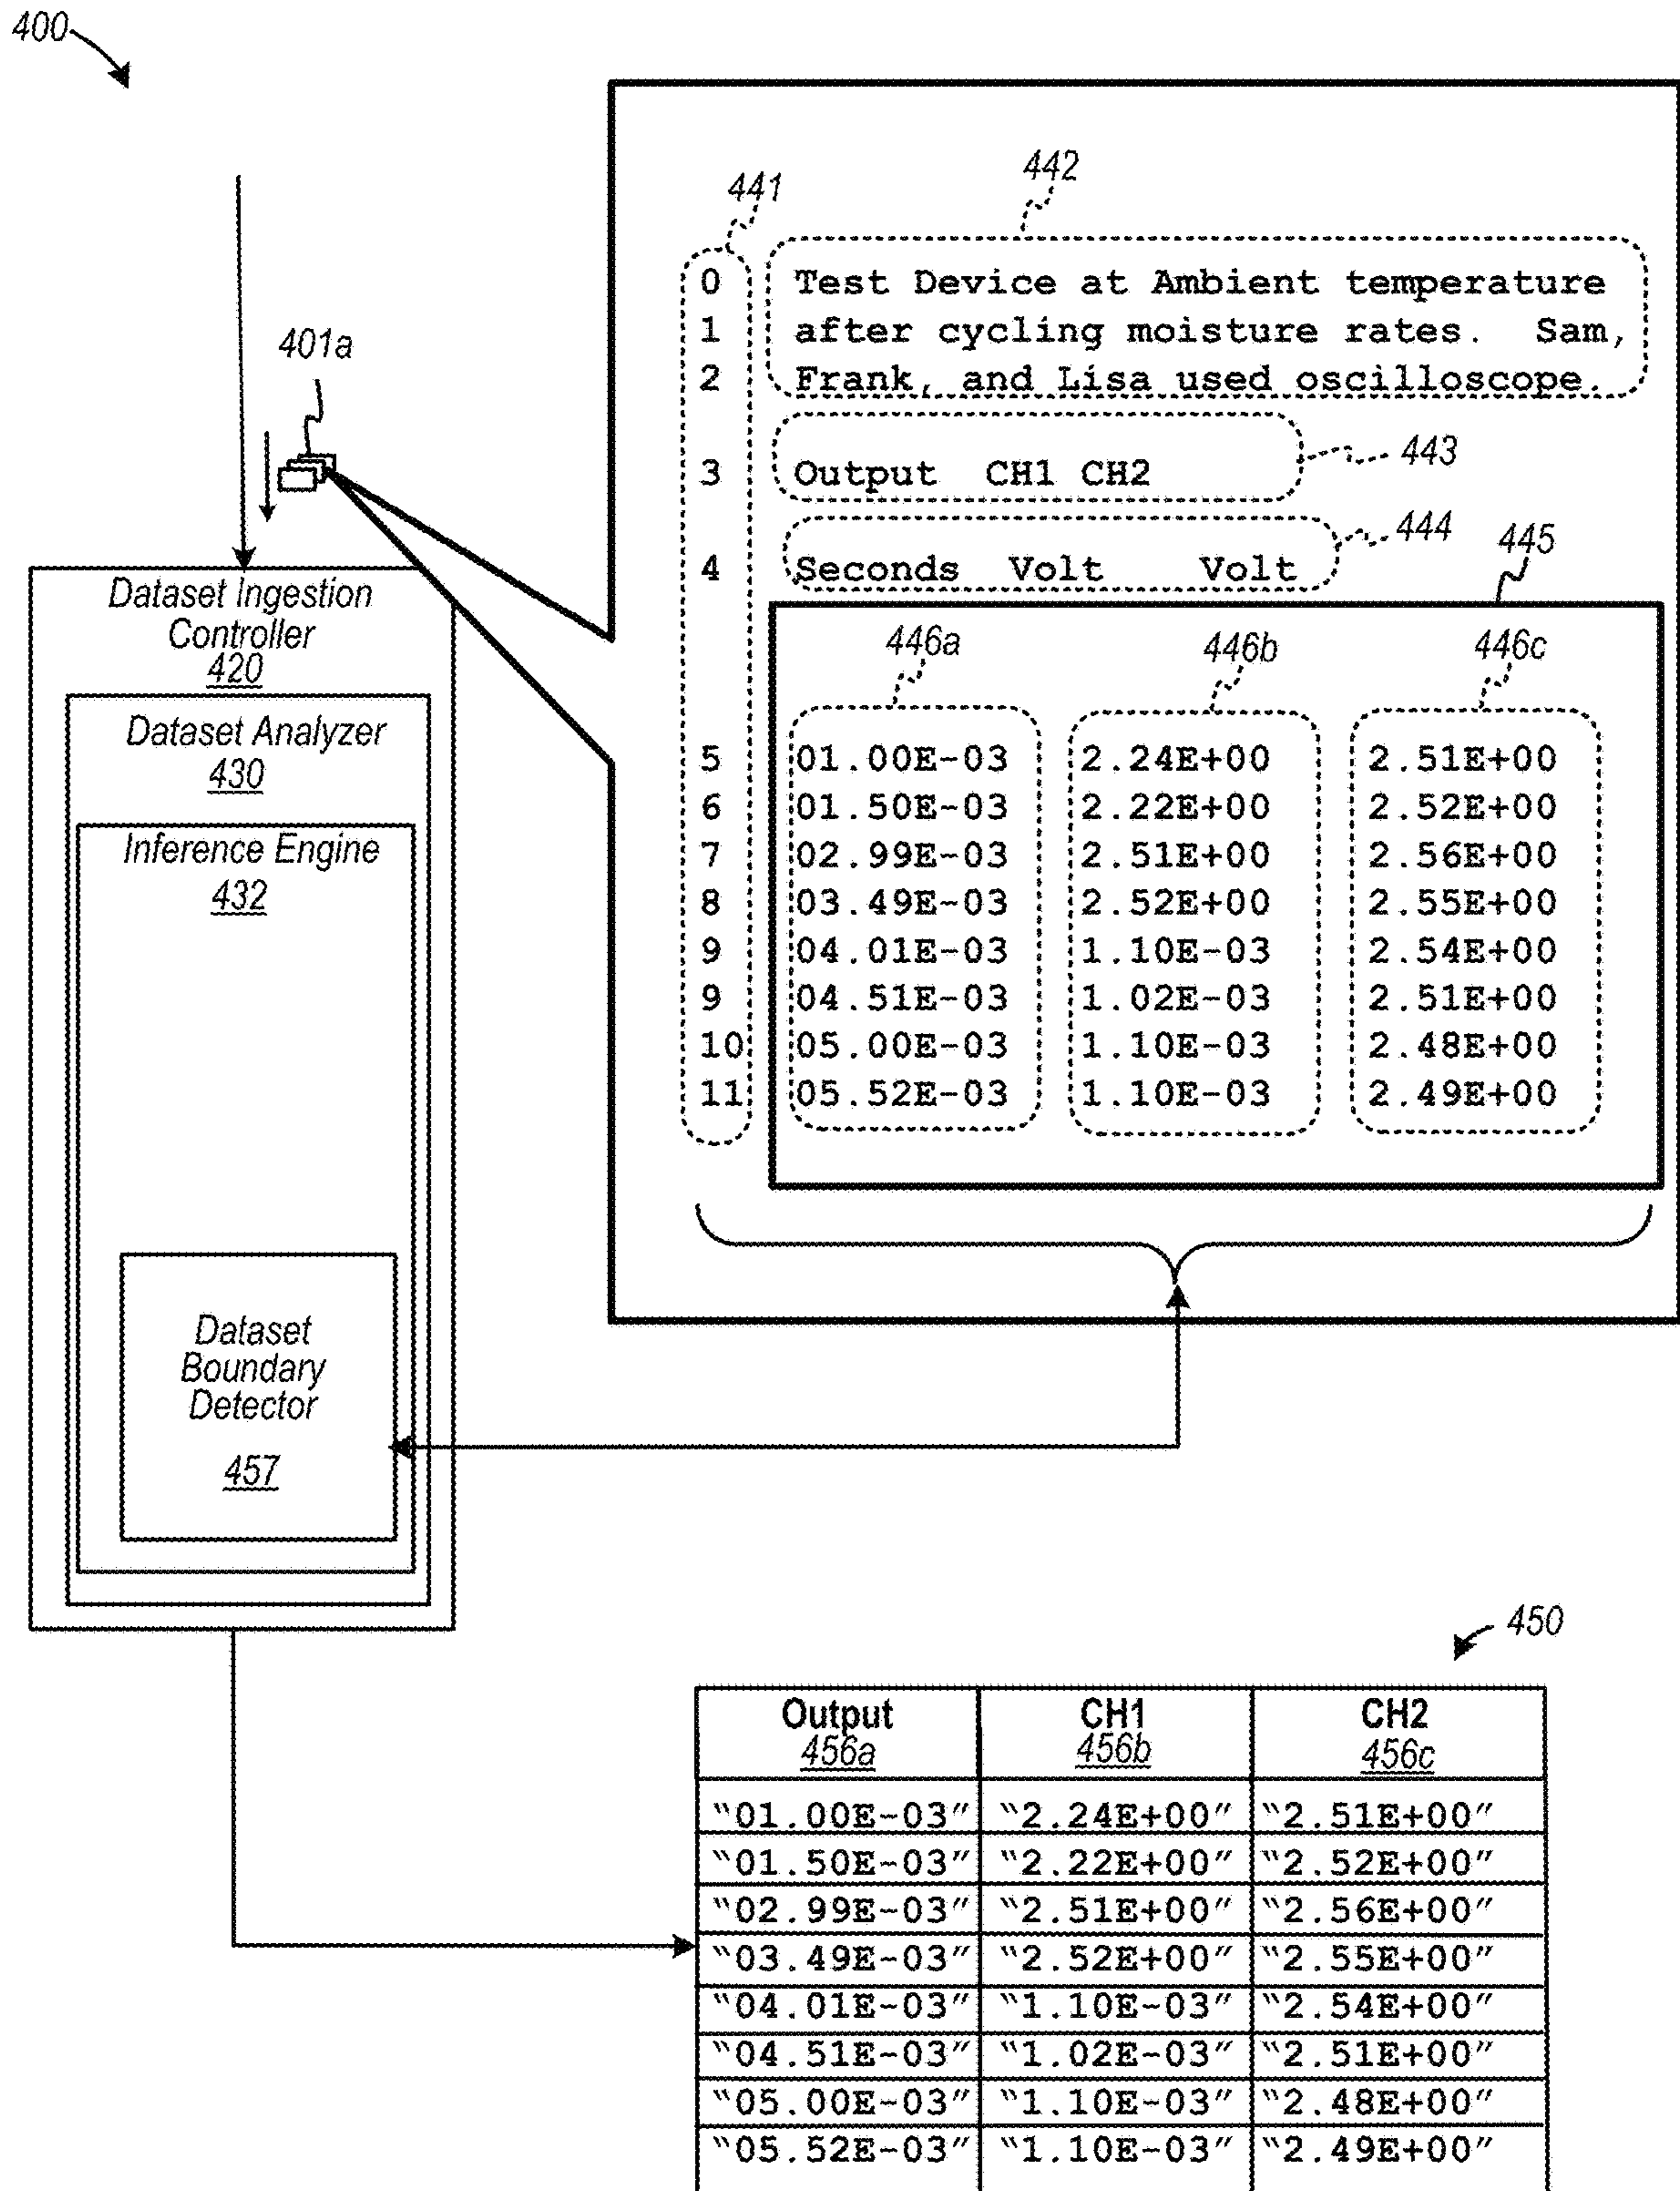 400
442
441
0 Test Device at Ambient temperature
1 after cycling moisture rates. Sam,
2 Frank, and Lisa used oscilloscope.
401a
443
3 Output CH1 CH2
444
445
4 Seconds Volt Volt
Dataset Ingestion
Controller
420
446a 446b 446c
Dataset Analyzer
430
5 01.00E-03 2.24E+00 2.51E+00
6 01.50E-03 2.22E+00 2.52E+00
7 02.99E-03 2.51E+00 2.56E+00
8 03.49E-03 2.52E+00 2.55E+00
9 04.01E-03 1.10E-03 2.54E+00
9 04.51E-03 1.02E-03 2.51E+00
10 05.00E-03 1.10E-03 2.48E+00
11 05.52E-03 1.10E-03 2.49E+00
Inference Engine
432
Dataset
Boundary
Detector
457
450
Output CH1 CH2
456a 456b 456c
"01.00E-03" "2.24E+00" "2.51E+00"
"01.50E-03" "2.22E+00" "2.52E+00"
"02.99E-03" "2.51E+00" "2.56E+00"
"03.49E-03" "2.52E+00" "2.55E+00"
"04.01E-03" "1.10E-03" "2.54E+00"
"04.51E-03" "1.02E-03" "2.51E+00"
"05.00E-03" "1.10E-03" "2.48E+00"
"05.52E-03" "1.10E-03" "2.49E+00"